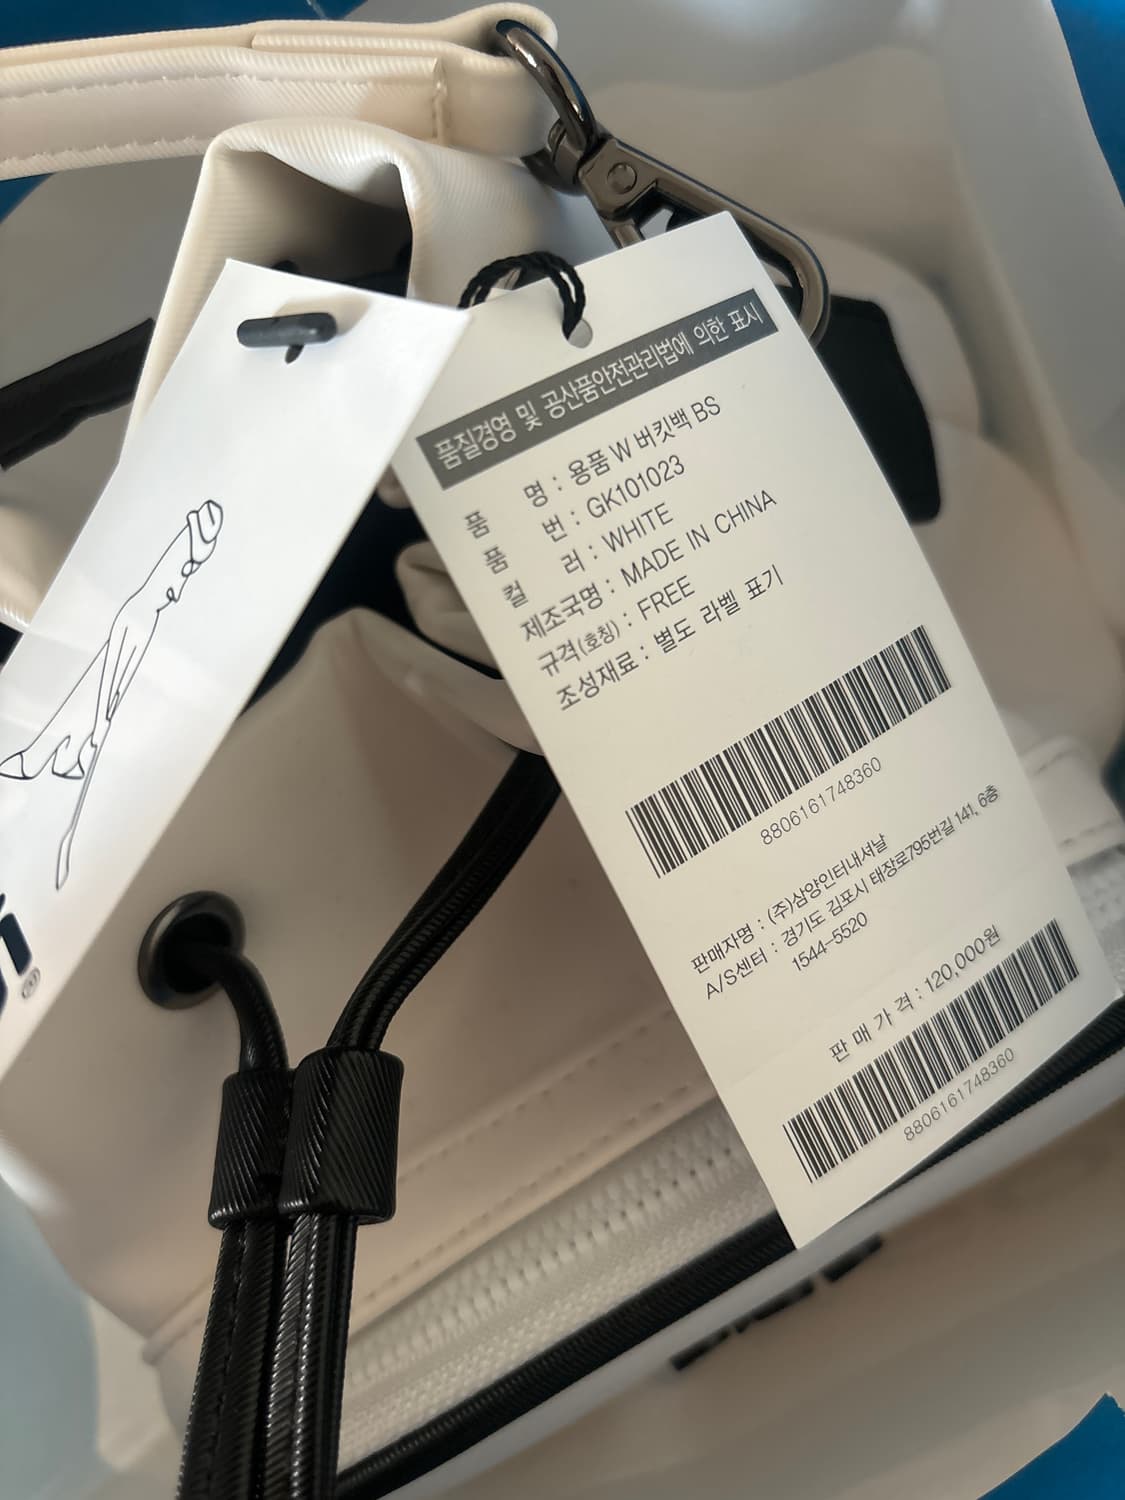 품질경영 및 공산품안전관리법에 의한 표시
품 명 : 용품 W 버킷백 BS
품 번 : GK101023
컬 러 : WHITE
제조국명 : MADE IN CHINA
규격(호칭) : FREE
조성재료 : 별도 라벨 표기
8806161748360
판매자명 : (주)삼양인터내셔날
A/S센터 : 경기도 김포시 태장로795번길 141, 6층
1544-5520
판 매 가 격 : 120,000원
8806161748360